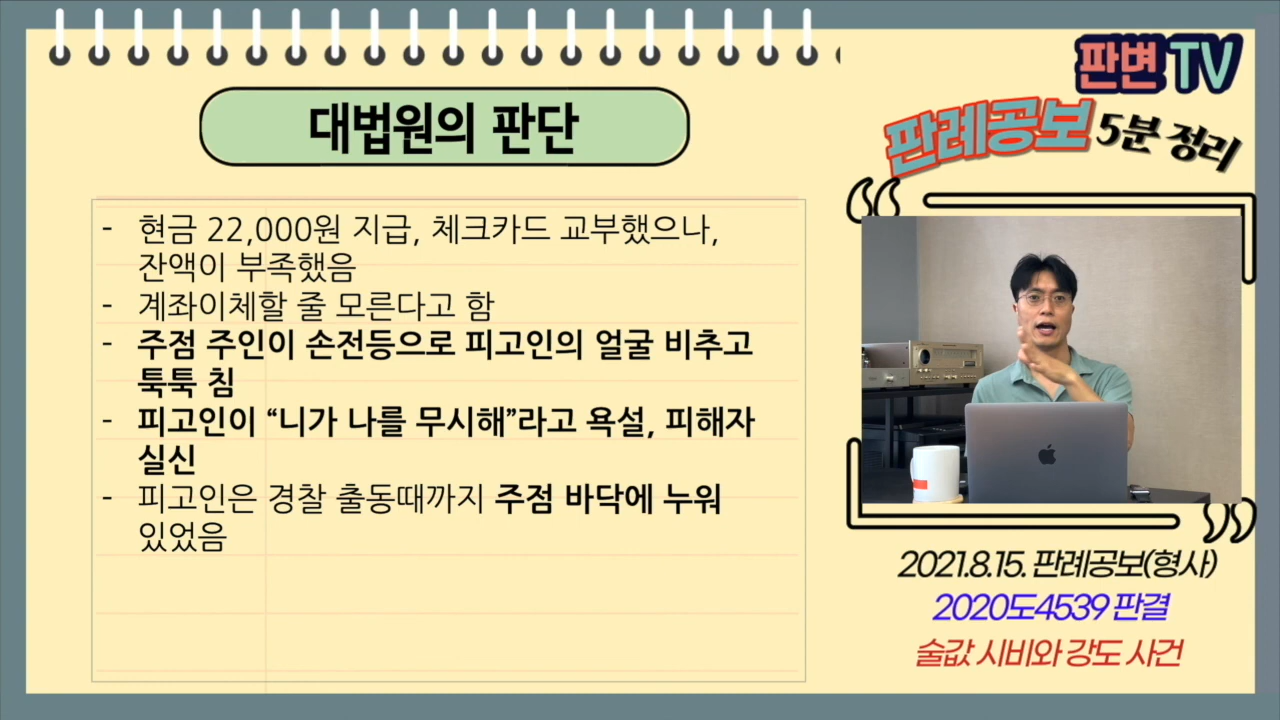 판변 TV
판례공보 5분 정리
대법원의 판단
- 현금 22,000원 지급, 체크카드 교부했으나,
잔액이 부족했음
- 계좌이체할 줄 모른다고 함
- 주점 주인이 손전등으로 피고인의 얼굴 비추고
툭툭 침
- 피고인이 “니가 나를 무시해”라고 욕설, 피해자
실신
- 피고인은 경찰 출동때까지 주점 바닥에 누워
있었음
2021.8.15. 판례공보(형사)
2020도4539 판결
술값 시비와 강도 사건